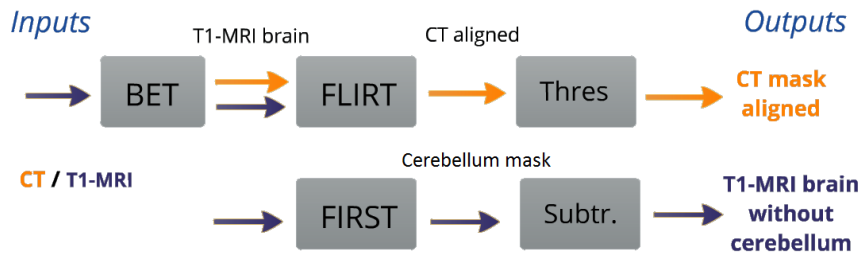 Inputs
Outputs
T1-MRI brain
CT aligned
BET
FLIRT
Thres
CT mask
aligned
CT / T1-MRI
Cerebellum mask
FIRST
Subtr.
T1-MRI brain
without
cerebellum